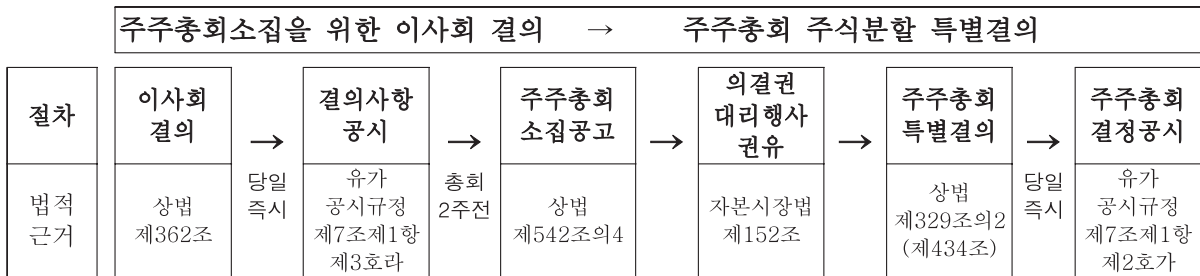 주주총회소집을 위한 이사회 결의 → 주주총회 주식분할 특별결의
절차
이사회
결의
→
결의사항
공시
→
주주총회
소집공고
→
의결권
대리행사
권유
→
주주총회
특별결의
→
주주총회
결정공시
법적
근거
상법
제362조
당일
즉시
유가
공시규정
제7조제1항
제3호라
총회
2주전
상법
제542조의4
자본시장법
제152조
상법
제329조의2
(제434조)
당일
즉시
유가
공시규정
제7조제1항
제2호가